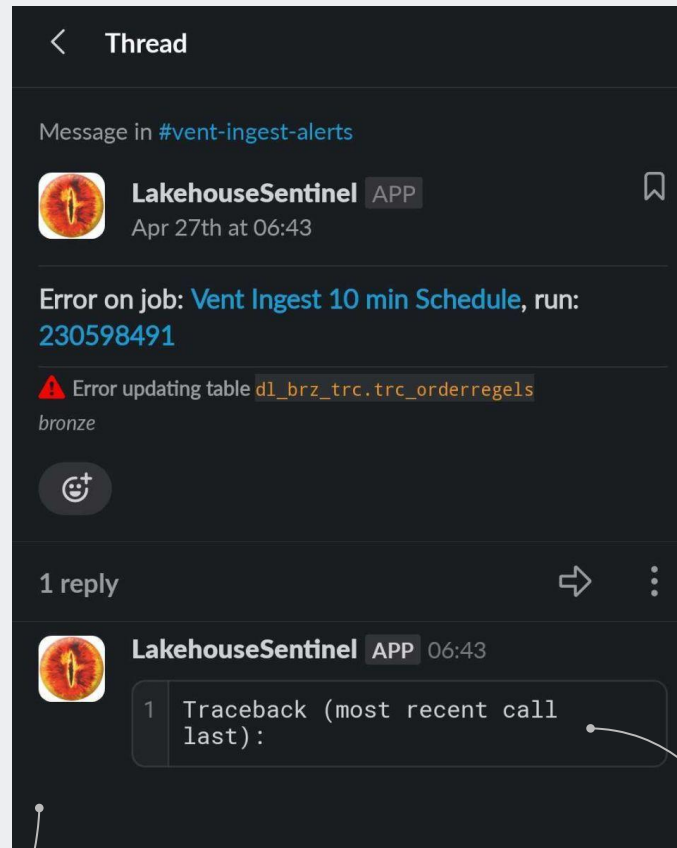 Thread
Message in #vent-ingest-alerts
LakehouseSentinel APP
Apr 27th at 06:43
Error on job: Vent Ingest 10 min Schedule, run:
230598491
Error updating table dl_brz_trc.trc_orderregels
bronze
1 reply
LakehouseSentinel APP 06:43
1 Traceback (most recent call
last):